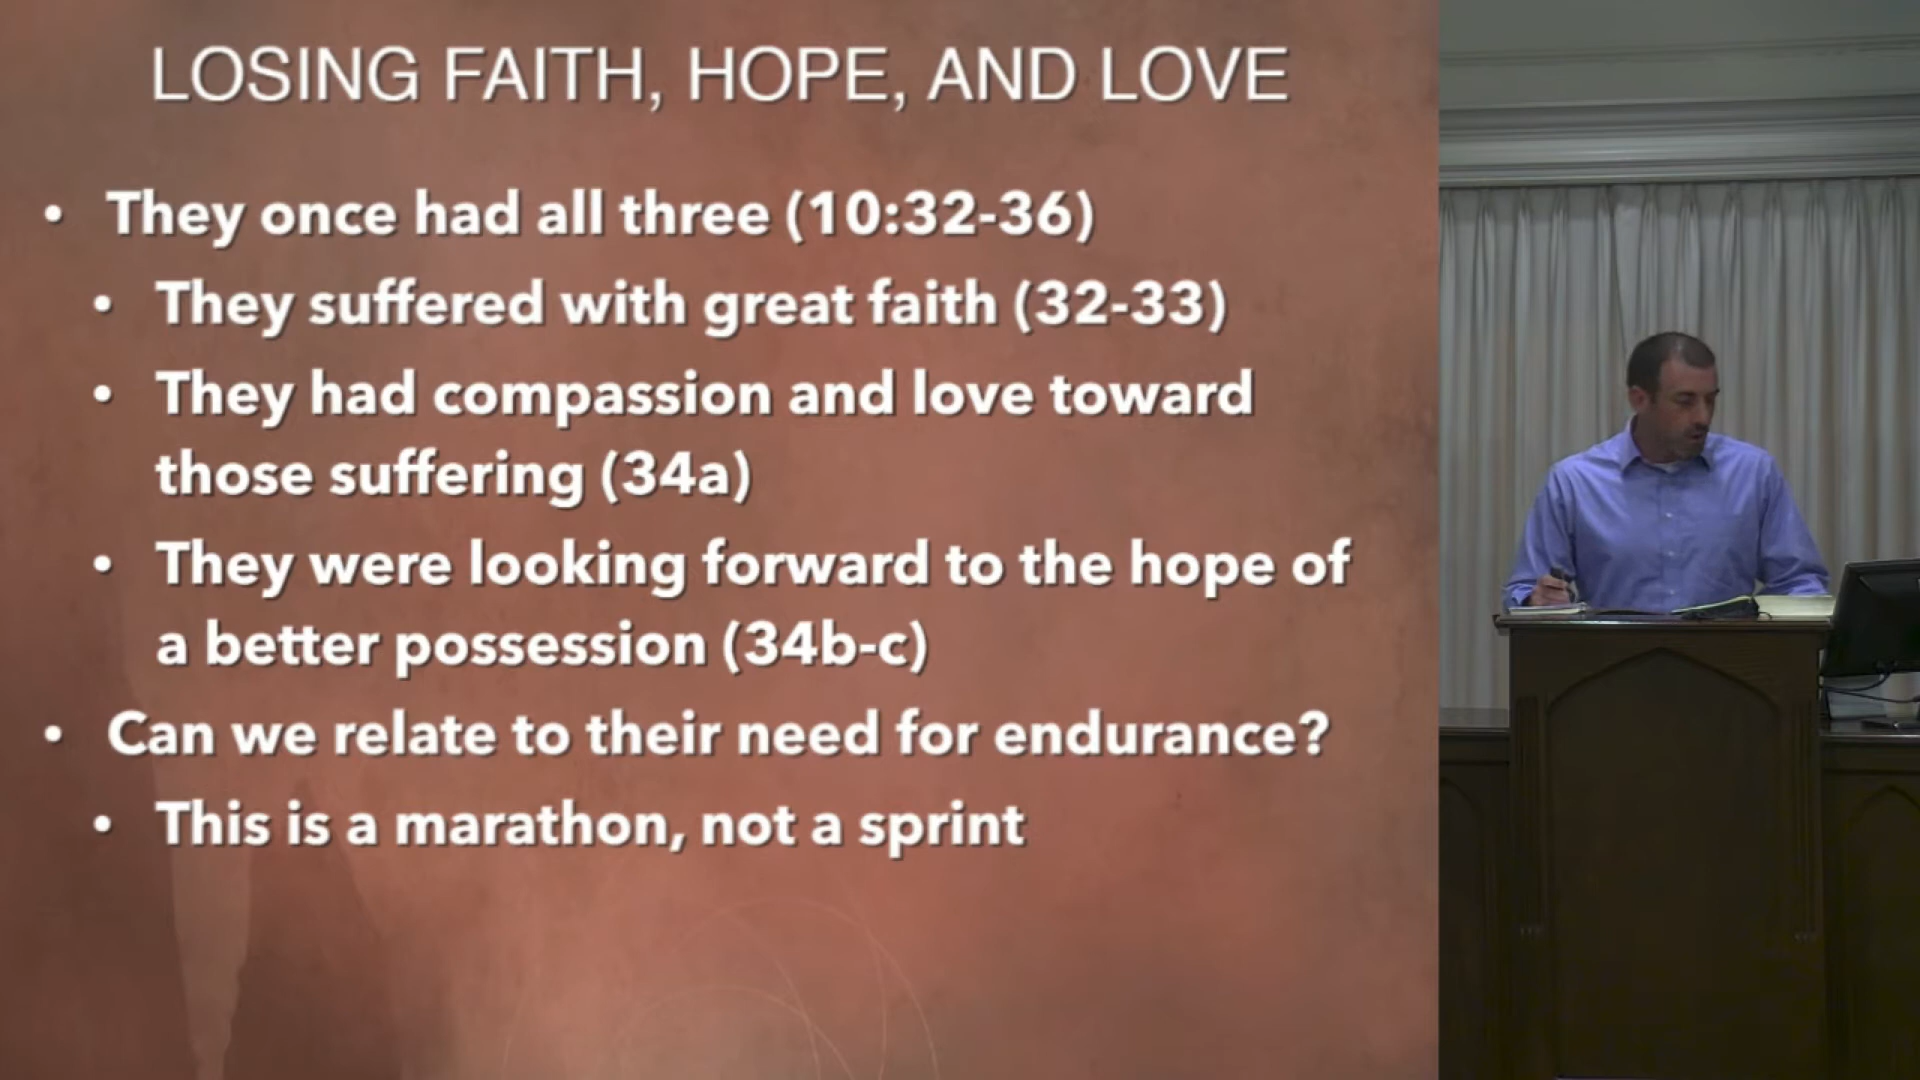 LOSING FAITH, HOPE, AND LOVE
• They once had all three (10:32-36)
• They suffered with great faith (32-33)
• They had compassion and love toward
those suffering (34a)
• They were looking forward to the hope of
a better possession (34b-c)
• Can we relate to their need for endurance?
• This is a marathon, not a sprint